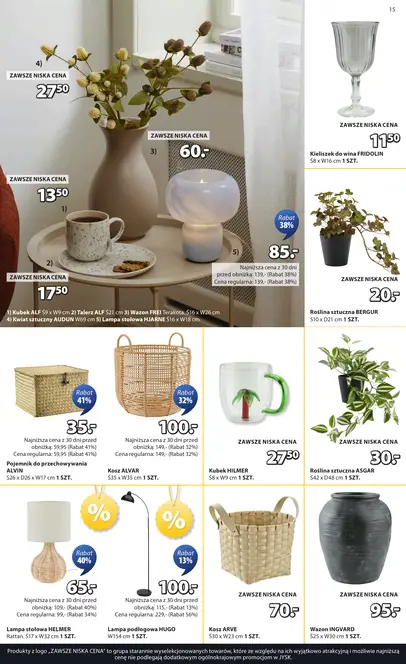 15
4)
ZAWSZE NISKA CENA
27⁵⁰
ZAWSZE NISKA CENA
3) 60.-
ZAWSZE NISKA CENA
13⁵⁰
1)
2)
ZAWSZE NISKA CENA
17⁵⁰
5)
Rabat
38%
85.-
Najniższa cena z 30 dni
przed obniżką: 139,- (Rabat 38%)
Cena regularna: 139,- (Rabat 38%)
1) Kubek ALF S9 x W9 cm 2) Talerz ALF Ś21 cm 3) Wazon FREI Terakota, S16 x W26 cm
4) Kwiat sztuczny AUDUN W69 cm 5) Lampa stołowa HJARNE S16 x W18 cm
ZAWSZE NISKA CENA
11⁵⁰
Kieliszek do wina FRIDOLIN
S8 x W16 cm 1 SZT.
ZAWSZE NISKA CENA
20.-
Roślina sztuczna BERGUR
S10 x D21 cm 1 SZT.
Rabat
41%
35.-
Najniższa cena z 30 dni przed
obniżką: 59,95 (Rabat 41%)
Cena regularna: 59,95 (Rabat 41%)
Pojemnik do przechowywania
ALVIN
S26 x D26 x W17 cm 1 SZT.
Rabat
32%
100.-
Najniższa cena z 30 dni przed
obniżką: 149,- (Rabat 32%)
Cena regularna: 149,- (Rabat 32%)
Kosz ALVAR
S35 x W35 cm 1 SZT.
ZAWSZE NISKA CENA
27⁵⁰
Kubek HILMER
S8 x W9 cm 1 SZT.
ZAWSZE NISKA CENA
30.-
Roślina sztuczna ASGAR
S42 x D48 cm 1 SZT.
%
Rabat
40%
65.-
Najniższa cena z 30 dni przed
obniżką: 109,- (Rabat 40%)
Cena regularna: 99,- (Rabat 34%)
Lampa stołowa HELMER
Rattan. S17 x W32 cm 1 SZT.
%
Rabat
13%
100.-
Najniższa cena z 30 dni przed
obniżką: 115,- (Rabat 13%)
Cena regularna: 229,- (Rabat 56%)
Lampa podłogowa HUGO
W154 cm 1 SZT.
ZAWSZE NISKA CENA
70.-
Kosz ARVE
S30 x W23 cm 1 SZT.
ZAWSZE NISKA CENA
95.-
Wazon INGVARD
S25 x W30 cm 1 SZT.
Produkty z logo „ZAWSZE NISKA CENA" to grupa starannie wyselekcjonowanych towarów, które ze względu na ich wyjątkowo atrakcyjną i możliwie najniższą
cenę nie podlegają dodatkowym ogólnokrajowym promocjom w JYSK.